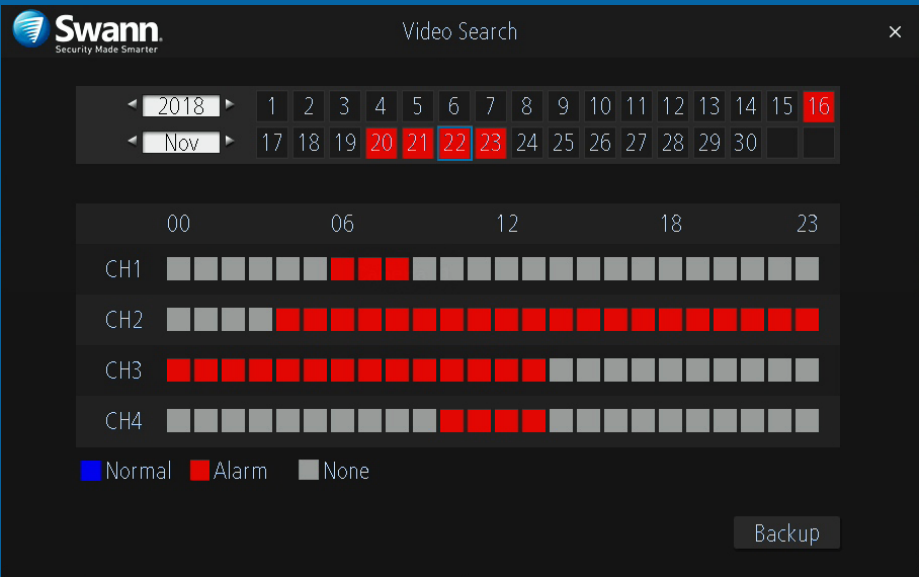 Swann.
Security Made Smarter
Video Search
×
2018 1 2 3 4 5 6 7 8 9 10 11 12 13 14 15 16
Nov 17 18 19 20 21 22 23 24 25 26 27 28 29 30
00 06 12 18 23
CH1
CH2
CH3
CH4
Normal Alarm None
Backup